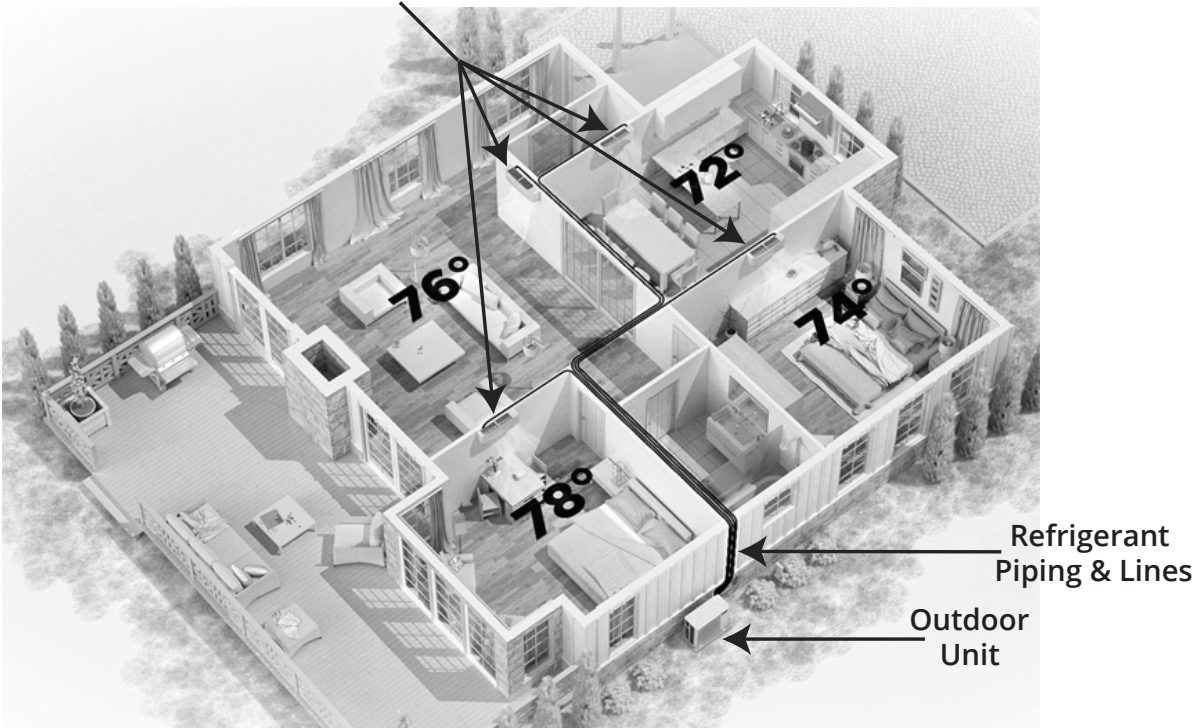 72°
76°
74°
78°
Refrigerant
Piping & Lines
Outdoor
Unit